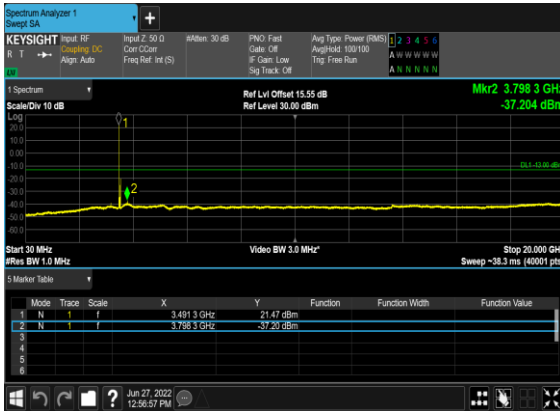 Spectrum Analyzer 1
Swept SA
+
KEYSIGHT
R T
Input: RF
Coupling: DC
Align: Auto
Input Z: 50 Ω
Corr CCorr
Freq Ref: Int (S)
#Atten: 30 dB
PNO: Fast
Gate: Off
IF Gain: Low
Sig Track: Off
Avg Type: Power (RMS)
Avg|Hold: 100/100
Trig: Free Run
1 2 3 4 5 6
A W W W W W
A N N N N N
1 Spectrum
Scale/Div 10 dB
Ref Lvl Offset 15.55 dB
Ref Level 30.00 dBm
Mkr2 3.798 3 GHz
-37.204 dBm
Log
20.0
10.0
0.00
-10.0
-20.0
-30.0
-40.0
-50.0
-60.0
1
2
DL1 -13.00 dBm
Start 30 MHz
#Res BW 1.0 MHz
Video BW 3.0 MHz*
Stop 20.000 GHz
Sweep ~38.3 ms (40001 pts)
5 Marker Table
Mode Trace Scale X Y Function Function Width Function Value
1 N 1 f 3.491 3 GHz 21.47 dBm
2 N 1 f 3.798 3 GHz -37.20 dBm
3
4
5
6
?
Jun 27, 2022
12:56:57 PM